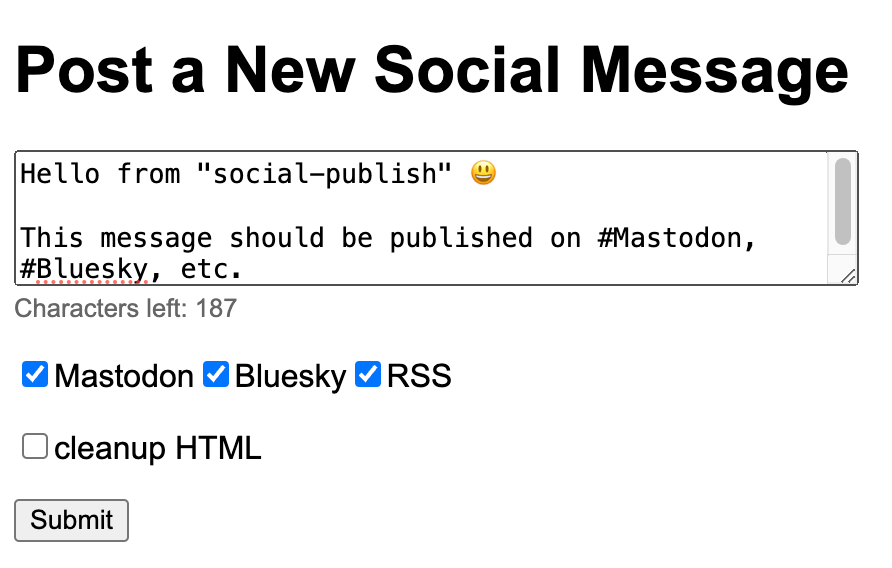 Post a New Social Message
Hello from "social-publish" 😃
This message should be published on #Mastodon,
#Bluesky, etc.
Characters left: 187
Mastodon Bluesky RSS
cleanup HTML
Submit